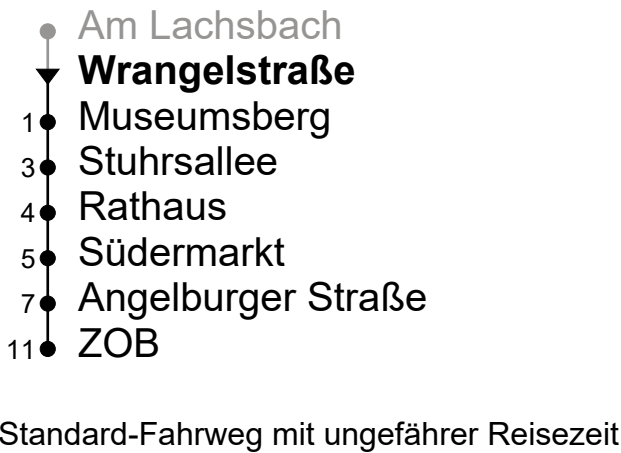 Am Lachsbach
Wrangelstraße
1 Museumsberg
3 Stuhrsallee
4 Rathaus
5 Südermarkt
7 Angelburger Straße
11 ZOB
Standard-Fahrweg mit ungefährer Reisezeit